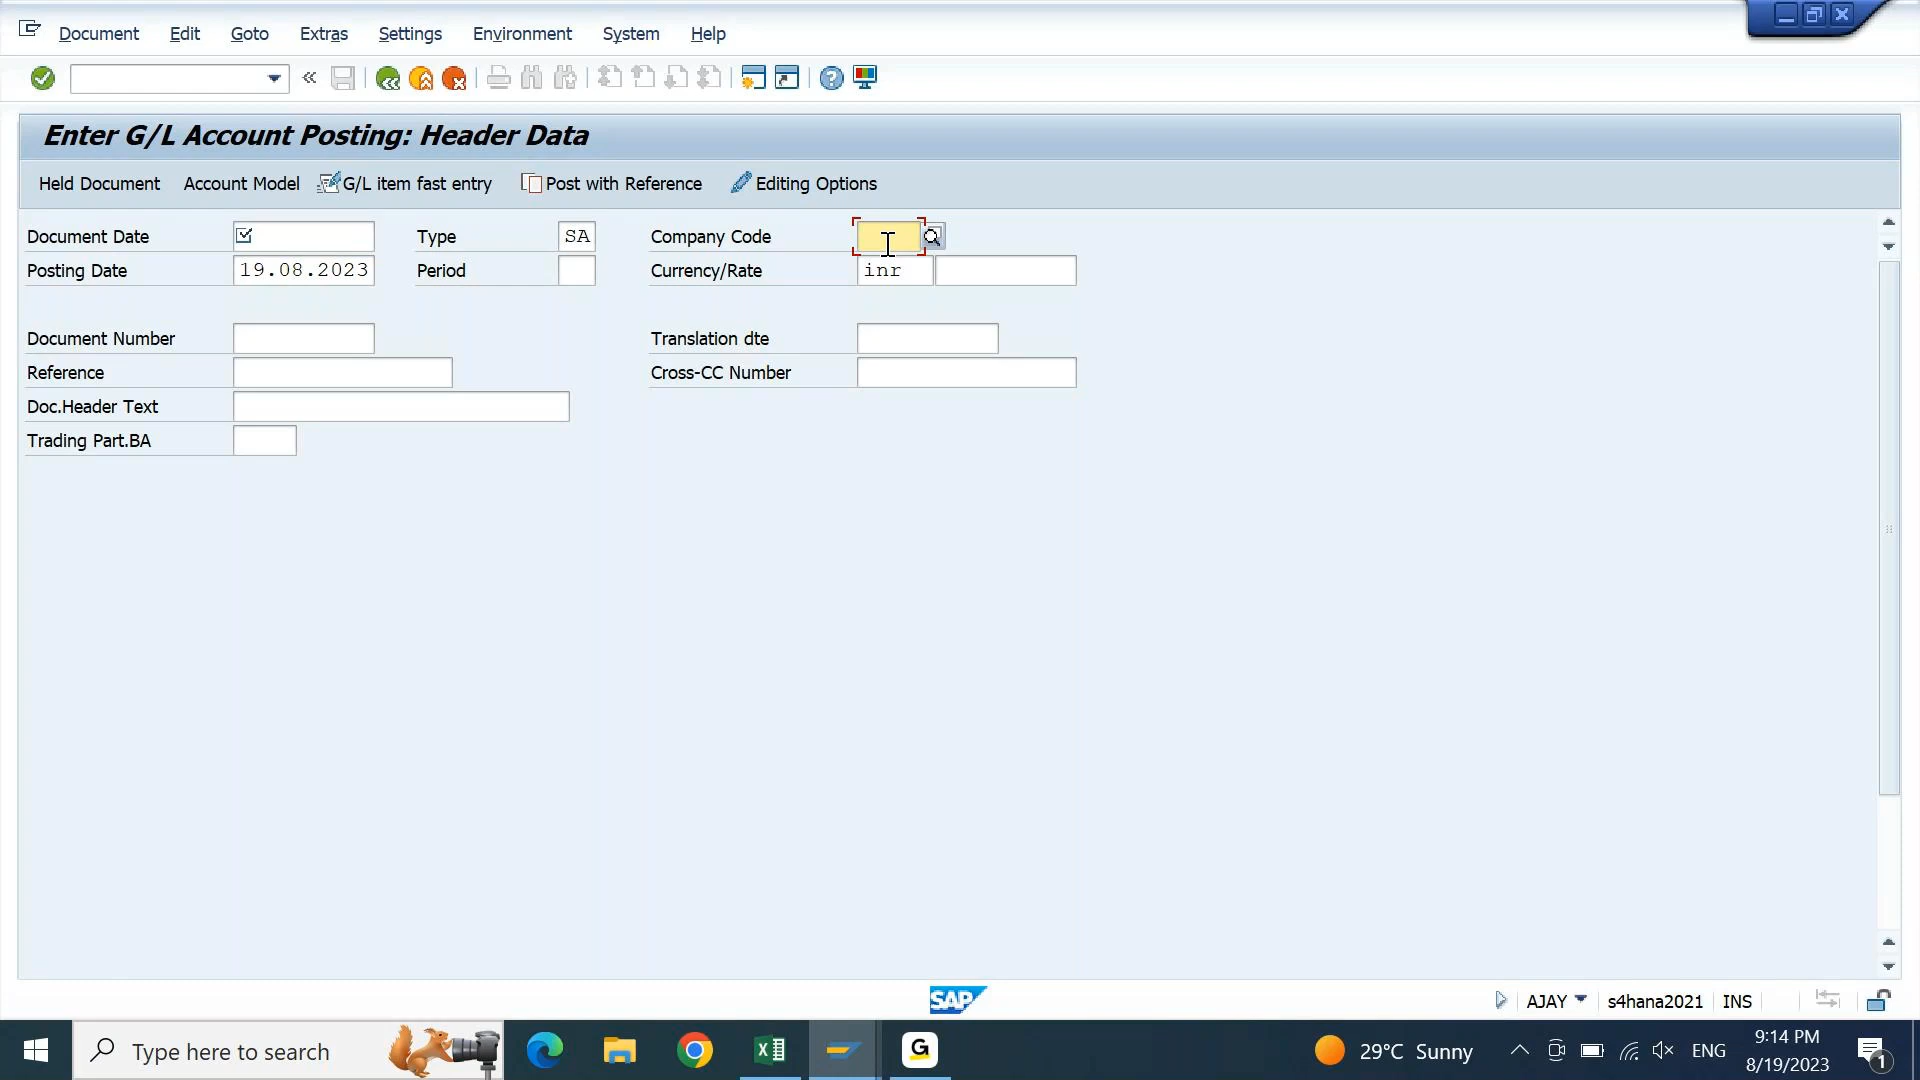 Document Edit Goto Extras Settings Environment System Help
Enter G/L Account Posting: Header Data
Held Document Account Model G/L item fast entry Post with Reference Editing Options
Document Date Type SA Company Code
Posting Date 19.08.2023 Period Currency/Rate inr
Document Number Translation dte
Reference Cross-CC Number
Doc.Header Text
Trading Part.BA
SAP AJAY s4hana2021 INS
Type here to search 29°C Sunny ENG 9:14 PM
8/19/2023 1